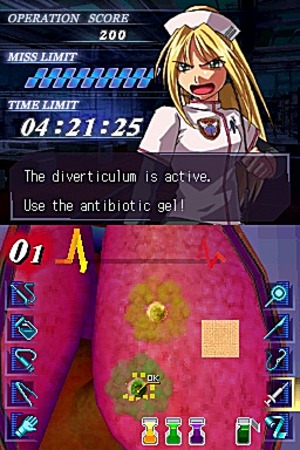 OPERATION SCORE
200
MISS LIMIT
TIME LIMIT
04:21:25
The diverticulum is active.
Use the antibiotic gel!
01
OK